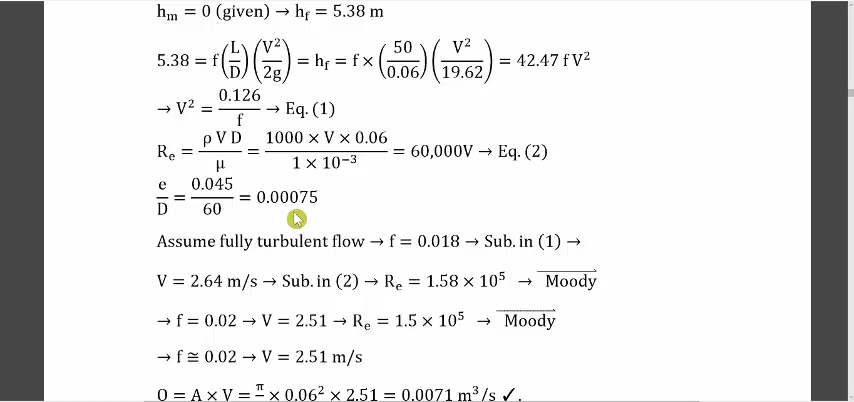 hₘ = 0 (given) → h_f = 5.38 m
5.38 = f(L/D)(V²/2g) = h_f = f × (50/0.06)(V²/19.62) = 42.47 f V²
→ V² = 0.126/f → Eq. (1)
Rₑ = ρ V D/μ = 1000 × V × 0.06/1 × 10⁻³ = 60,000V → Eq. (2)
e/D = 0.045/60 = 0.00075
Assume fully turbulent flow → f = 0.018 → Sub. in (1) →
V = 2.64 m/s → Sub. in (2) → Rₑ = 1.58 × 10⁵ → Moody
→ f = 0.02 → V = 2.51 → Rₑ = 1.5 × 10⁵ → Moody
→ f ≅ 0.02 → V = 2.51 m/s
Q = A × V = π × 0.06² × 2.51 = 0.0071 m³/s ✓.